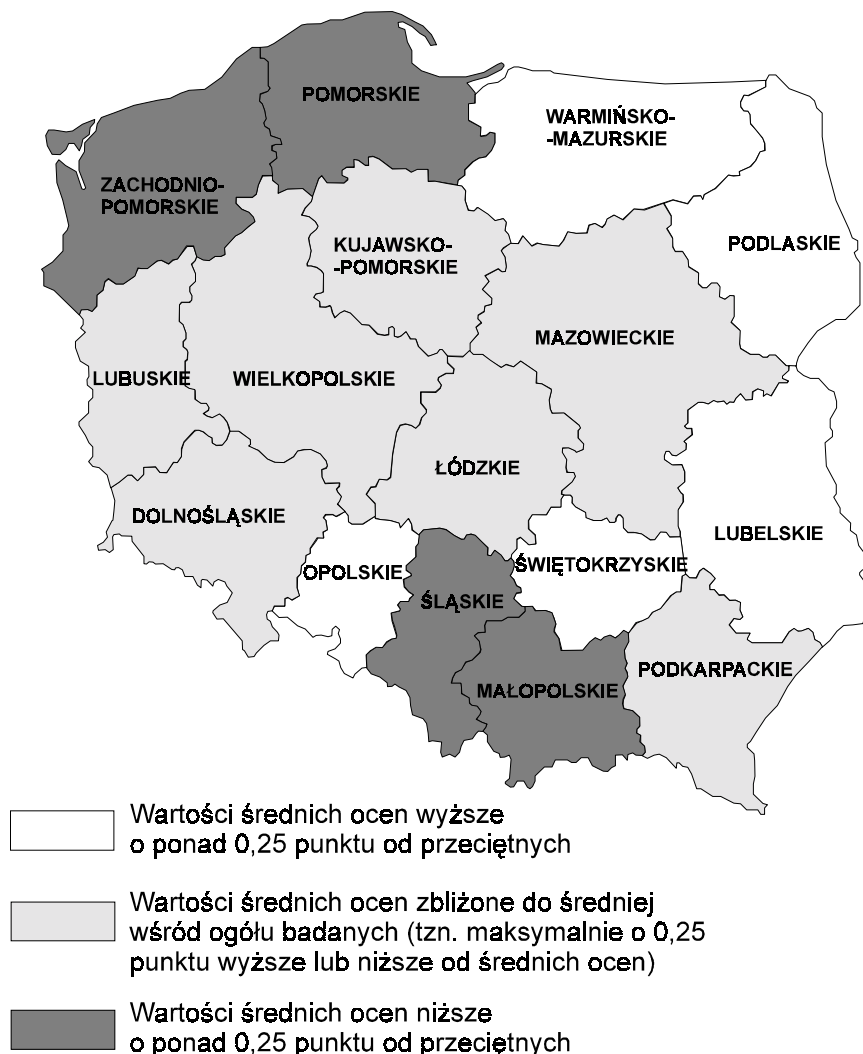 POMORSKIE
WARMIŃSKO-
-MAZURSKIE
ZACHODNIO-
POMORSKIE
KUJAWSKO-
-POMORSKIE
PODLASKIE
MAZOWIECKIE
LUBUSKIE
WIELKOPOLSKIE
ŁÓDZKIE
DOLNOŚLĄSKIE
LUBELSKIE
OPOLSKIE
ŚWIĘTOKRZYSKIE
ŚLĄSKIE
PODKARPACKIE
MAŁOPOLSKIE
Wartości średnich ocen wyższe
o ponad 0,25 punktu od przeciętnych
Wartości średnich ocen zbliżone do średniej
wśród ogółu badanych (tzn. maksymalnie o 0,25
punktu wyższe lub niższe od średnich ocen)
Wartości średnich ocen niższe
o ponad 0,25 punktu od przeciętnych